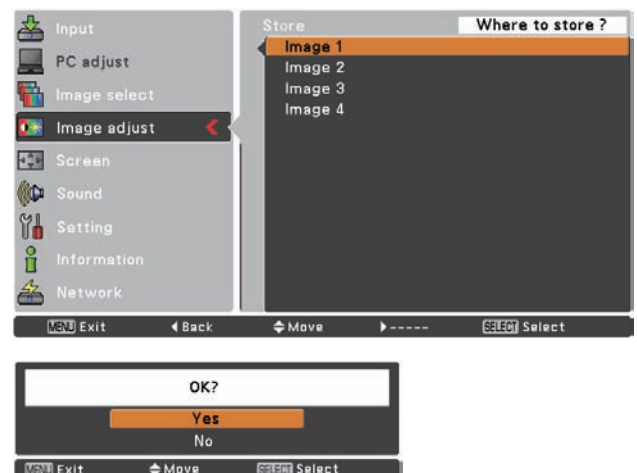 Input
PC adjust
Image select
Image adjust
Screen
Sound
Setting
Information
Network
Store
Where to store ?
Image 1
Image 2
Image 3
Image 4
MENU Exit ◀ Back Move ▶----- SELECT Select
OK?
Yes
No
MENU Exit Move SELECT Select